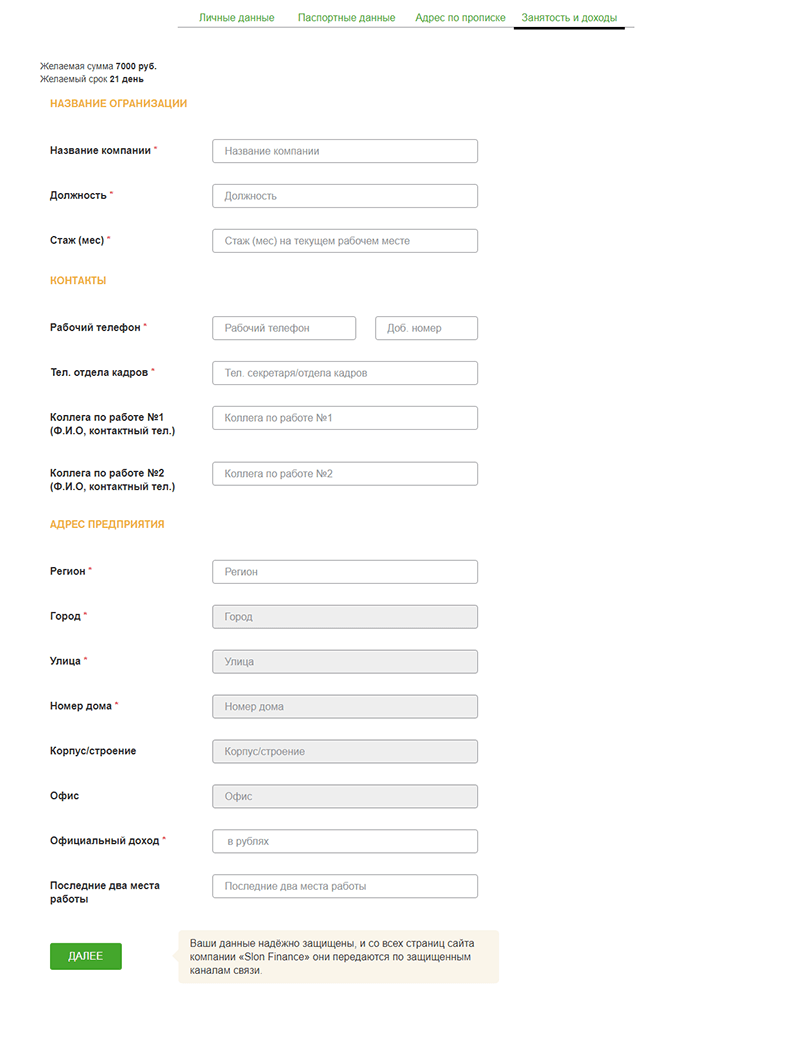 Личные данные Паспортные данные Адрес по прописке Занятость и доходы
Желаемая сумма 7000 руб.
Желаемый срок 21 день
НАЗВАНИЕ ОГРАНИЗАЦИИ
Название компании * Название компании
Должность * Должность
Стаж (мес) * Стаж (мес) на текущем рабочем месте
КОНТАКТЫ
Рабочий телефон * Рабочий телефон Доб. номер
Тел. отдела кадров * Тел. секретаря/отдела кадров
Коллега по работе №1 Коллега по работе №1
(Ф.И.О, контактный тел.)
Коллега по работе №2 Коллега по работе №2
(Ф.И.О, контактный тел.)
АДРЕС ПРЕДПРИЯТИЯ
Регион * Регион
Город * Город
Улица * Улица
Номер дома * Номер дома
Корпус/строение Корпус/строение
Офис Офис
Официальный доход * в рублях
Последние два места Последние два места работы
работы
ДАЛЕЕ
Ваши данные надёжно защищены, и со всех страниц сайта
компании «Slon Finance» они передаются по защищенным
каналам связи.